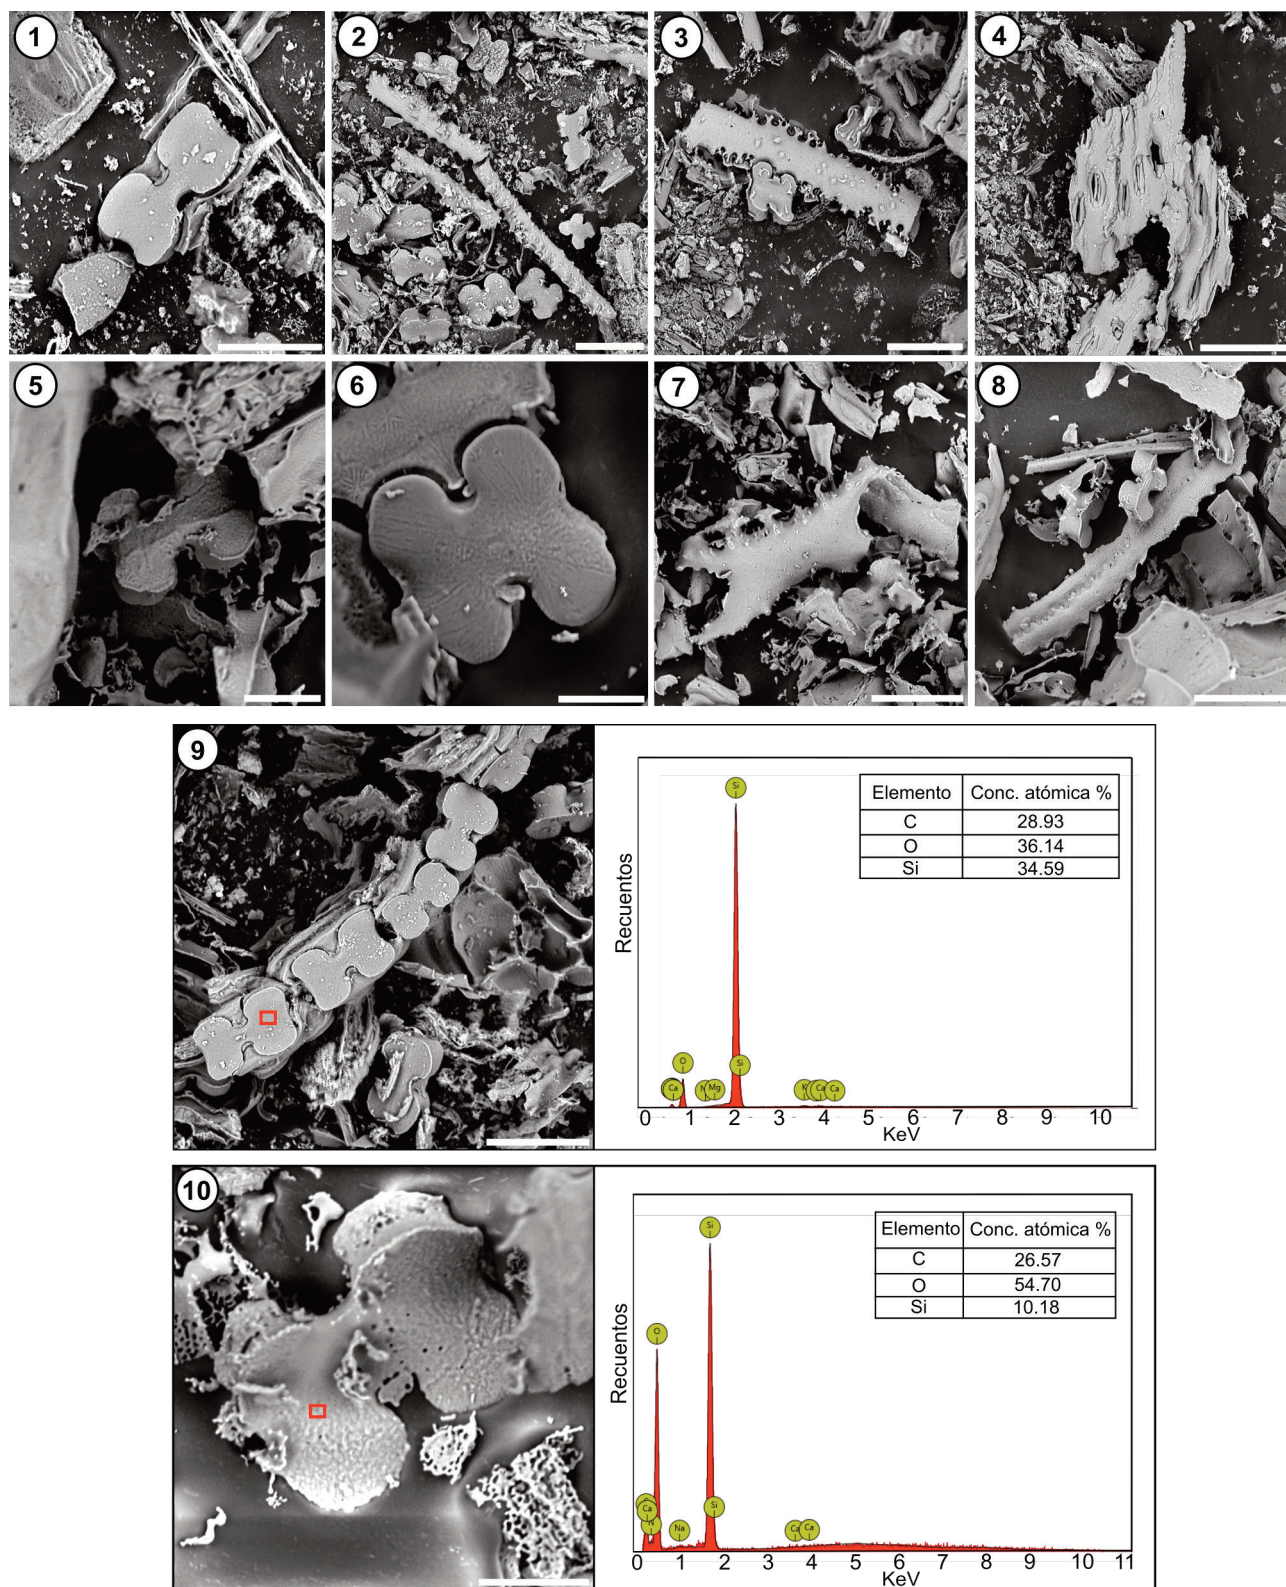 1
2
3
4
5
6
7
8
9
Elemento Conc. atómica %
C 28.93
O 36.14
Si 34.59
Si
Recuentos
O
Si
Ca
Mg
K
Ca
Ca
0 1 2 3 4 5 6 7 8 9 10
KeV
10
Elemento Conc. atómica %
C 26.57
O 54.70
Si 10.18
Si
O
Recuentos
Ca
N
Na
Si
Ca
Ca
0 1 2 3 4 5 6 7 8 9 10 11
KeV